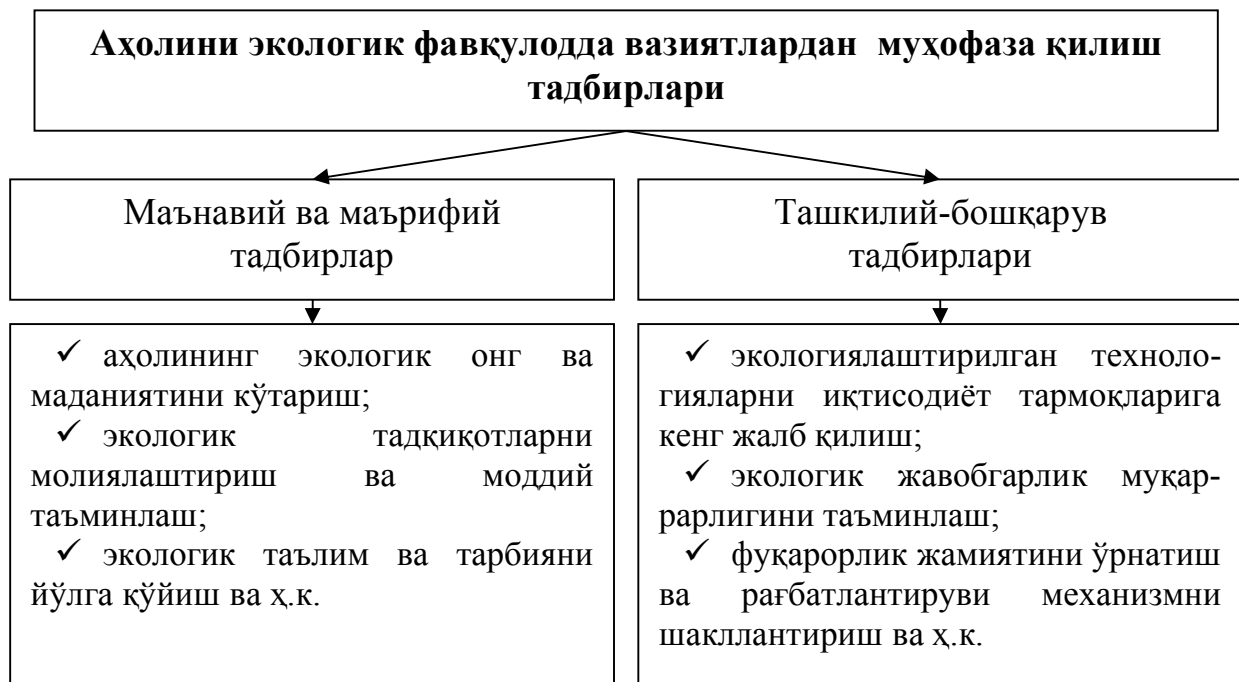 Аҳолини экологик фавқулодда вазиятлардан муҳофаза қилиш
тадбирлари
Маънавий ва маърифий
тадбирлар
✓ аҳолининг экологик онг ва
маданиятини кўтариш;
✓ экологик тадқиқотларни
молиялаштириш ва моддий
таъминлаш;
✓ экологик таълим ва тарбияни
йўлга қўйиш ва ҳ.к.
Ташкилий-бошқарув
тадбирлари
✓ экологиялаштирилган техноло-
гияларни иқтисодиёт тармоқларига
кенг жалб қилиш;
✓ экологик жавобгарлик муқар-
рарлигини таъминлаш;
✓ фуқарорлик жамиятини ўрнатиш
ва рағбатлантируви механизмни
шакллантириш ва ҳ.к.